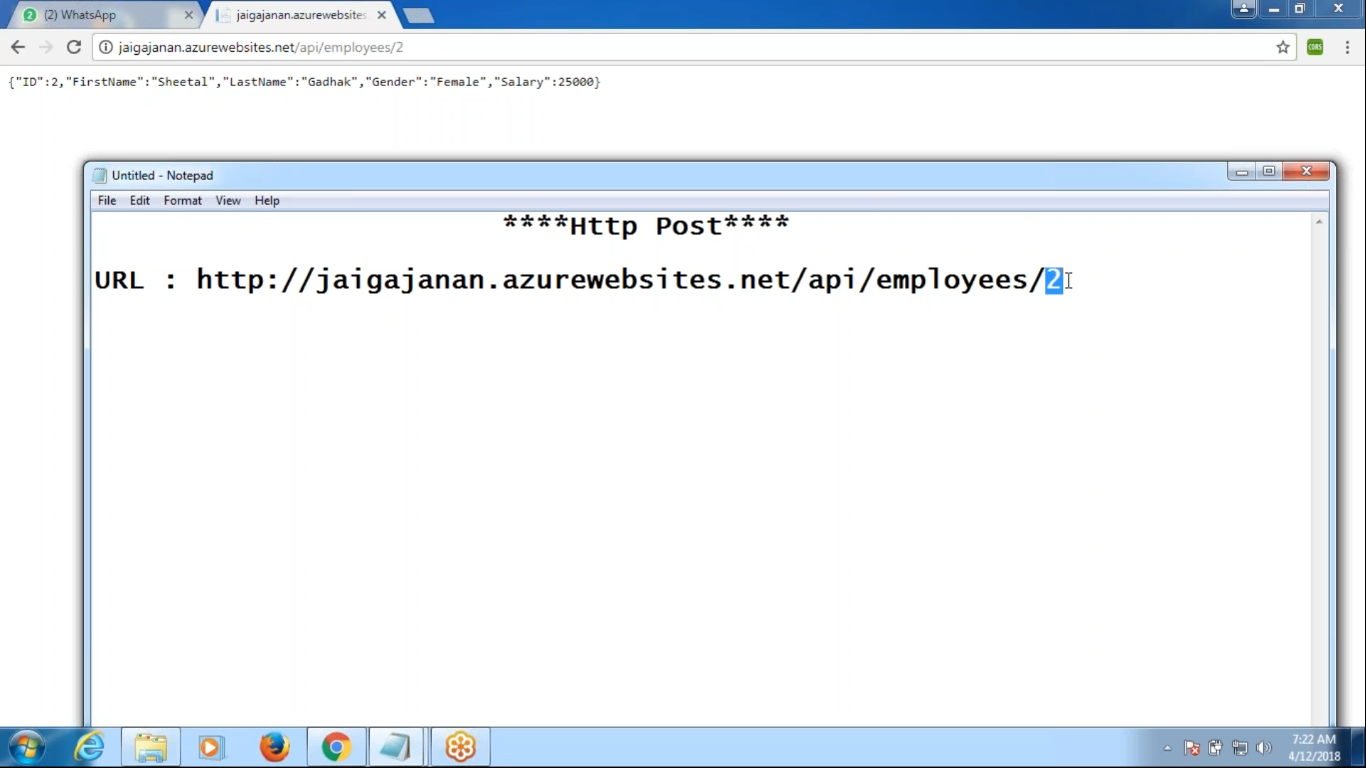 (2) WhatsApp
jaigajanan.azurewebsites
jaigajanan.azurewebsites.net/api/employees/2
{"ID":2,"FirstName":"Sheetal","LastName":"Gadhak","Gender":"Female","Salary":25000}
Untitled - Notepad
File Edit Format View Help
****Http Post****
URL : http://jaigajanan.azurewebsites.net/api/employees/2
7:22 AM
4/12/2018